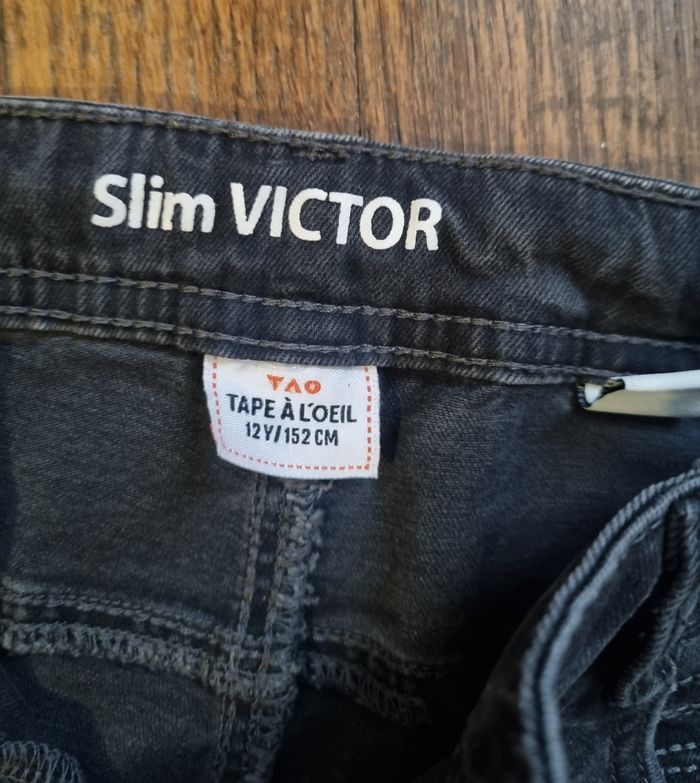 Slim VICTOR
TAO
TAPE À L'OEIL
12Y/152 CM